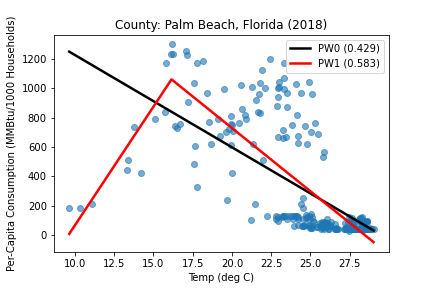 County: Palm Beach, Florida (2018)
Per-Capita Consumption (MMBtu/1000 Households)
1200
1000
800
600
400
200
0
PW0 (0.429)
PW1 (0.583)
10.0 12.5 15.0 17.5 20.0 22.5 25.0 27.5
Temp (deg C)